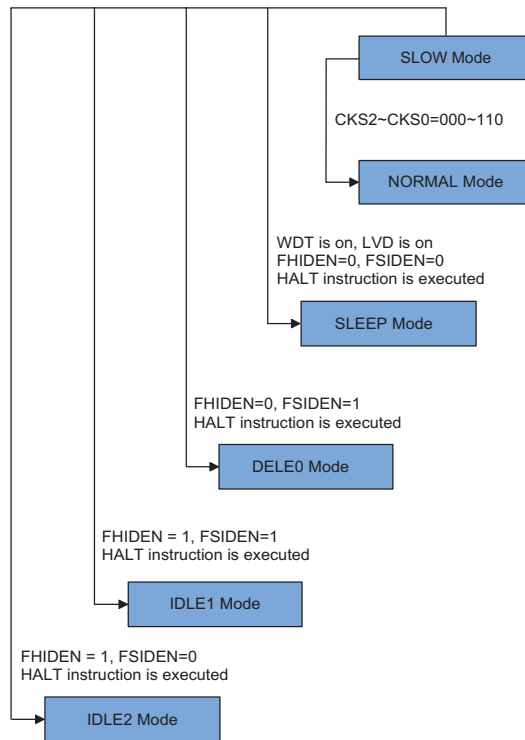 SLOW Mode
CKS2~CKS0=000~110
NORMAL Mode
WDT is on, LVD is on
FHIDEN=0, FSIDEN=0
HALT instruction is executed
SLEEP Mode
FHIDEN=0, FSIDEN=1
HALT instruction is executed
DELE0 Mode
FHIDEN = 1, FSIDEN=1
HALT instruction is executed
IDLE1 Mode
FHIDEN = 1, FSIDEN=0
HALT instruction is executed
IDLE2 Mode